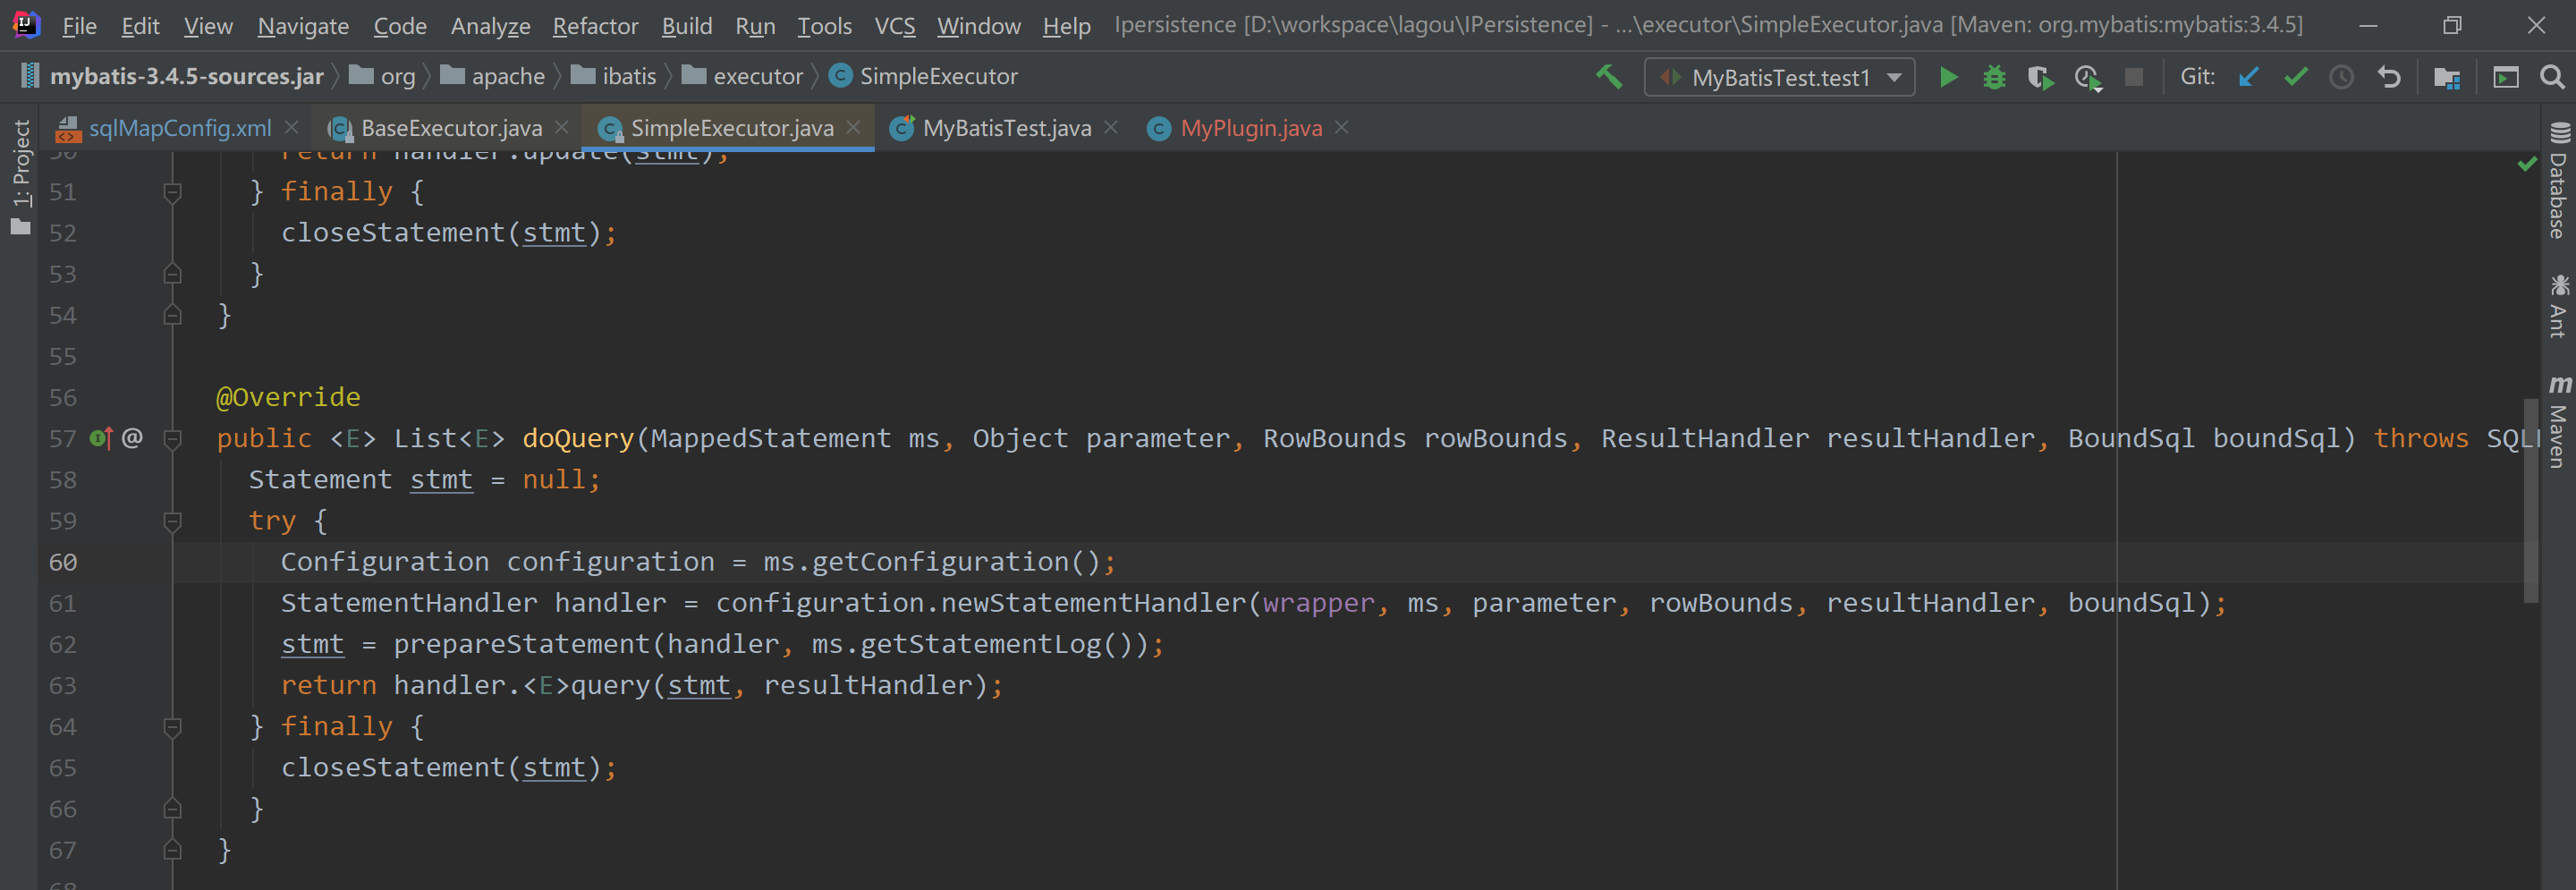 File Edit View Navigate Code Analyze Refactor Build Run Tools VCS Window Help Ipersistence [D:\workspace\lagou\IPersistence] - ...\executor\SimpleExecutor.java [Maven: org.mybatis:mybatis:3.4.5]
mybatis-3.4.5-sources.jar org apache ibatis executor SimpleExecutor MyBatisTest.test1 Git:
sqlMapConfig.xml BaseExecutor.java SimpleExecutor.java MyBatisTest.java MyPlugin.java
1: Project
Database
Ant
Maven
50 return handler.update(stmt);
51 } finally {
52 closeStatement(stmt);
53 }
54 }
55
56 @Override
57 public <E> List<E> doQuery(MappedStatement ms, Object parameter, RowBounds rowBounds, ResultHandler resultHandler, BoundSql boundSql) throws SQL
58 Statement stmt = null;
59 try {
60 Configuration configuration = ms.getConfiguration();
61 StatementHandler handler = configuration.newStatementHandler(wrapper, ms, parameter, rowBounds, resultHandler, boundSql);
62 stmt = prepareStatement(handler, ms.getStatementLog());
63 return handler.<E>query(stmt, resultHandler);
64 } finally {
65 closeStatement(stmt);
66 }
67 }
68